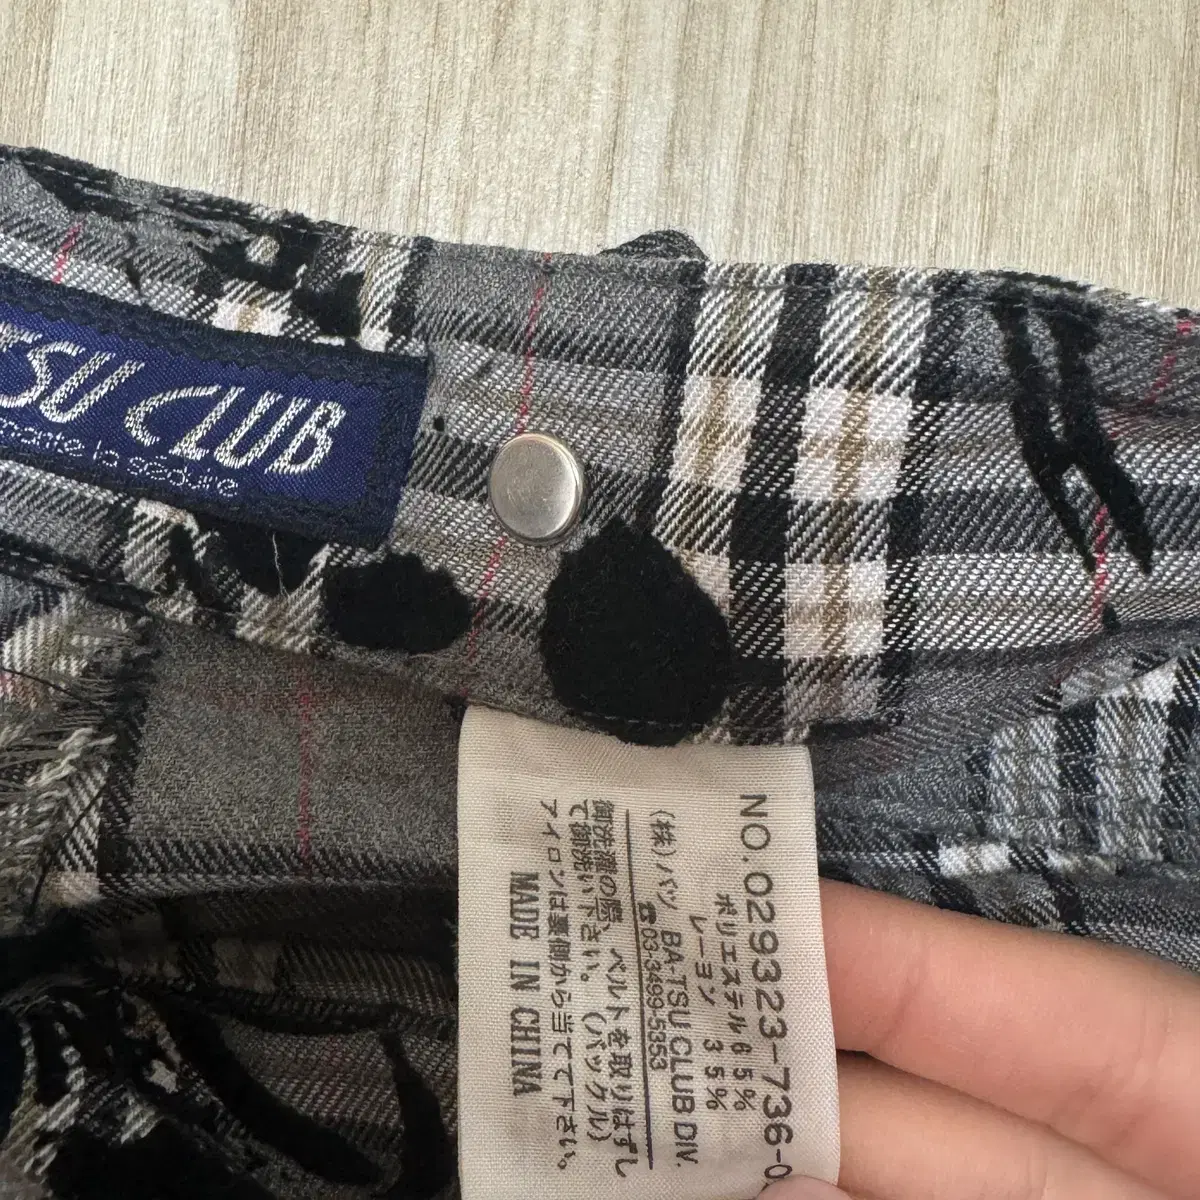 TSU CLUB
mante la séduire
NO.029323-736-0
ポリエステル 65%
レーヨン 35%
(株)バツ BA-TSU CLUB DIV.
☎03-3499-5353
御洗濯の際、ベルトを取りはずし
て御洗い下さい。(バックル)
アイロンは裏側から当てて下さい。
MADE IN CHINA